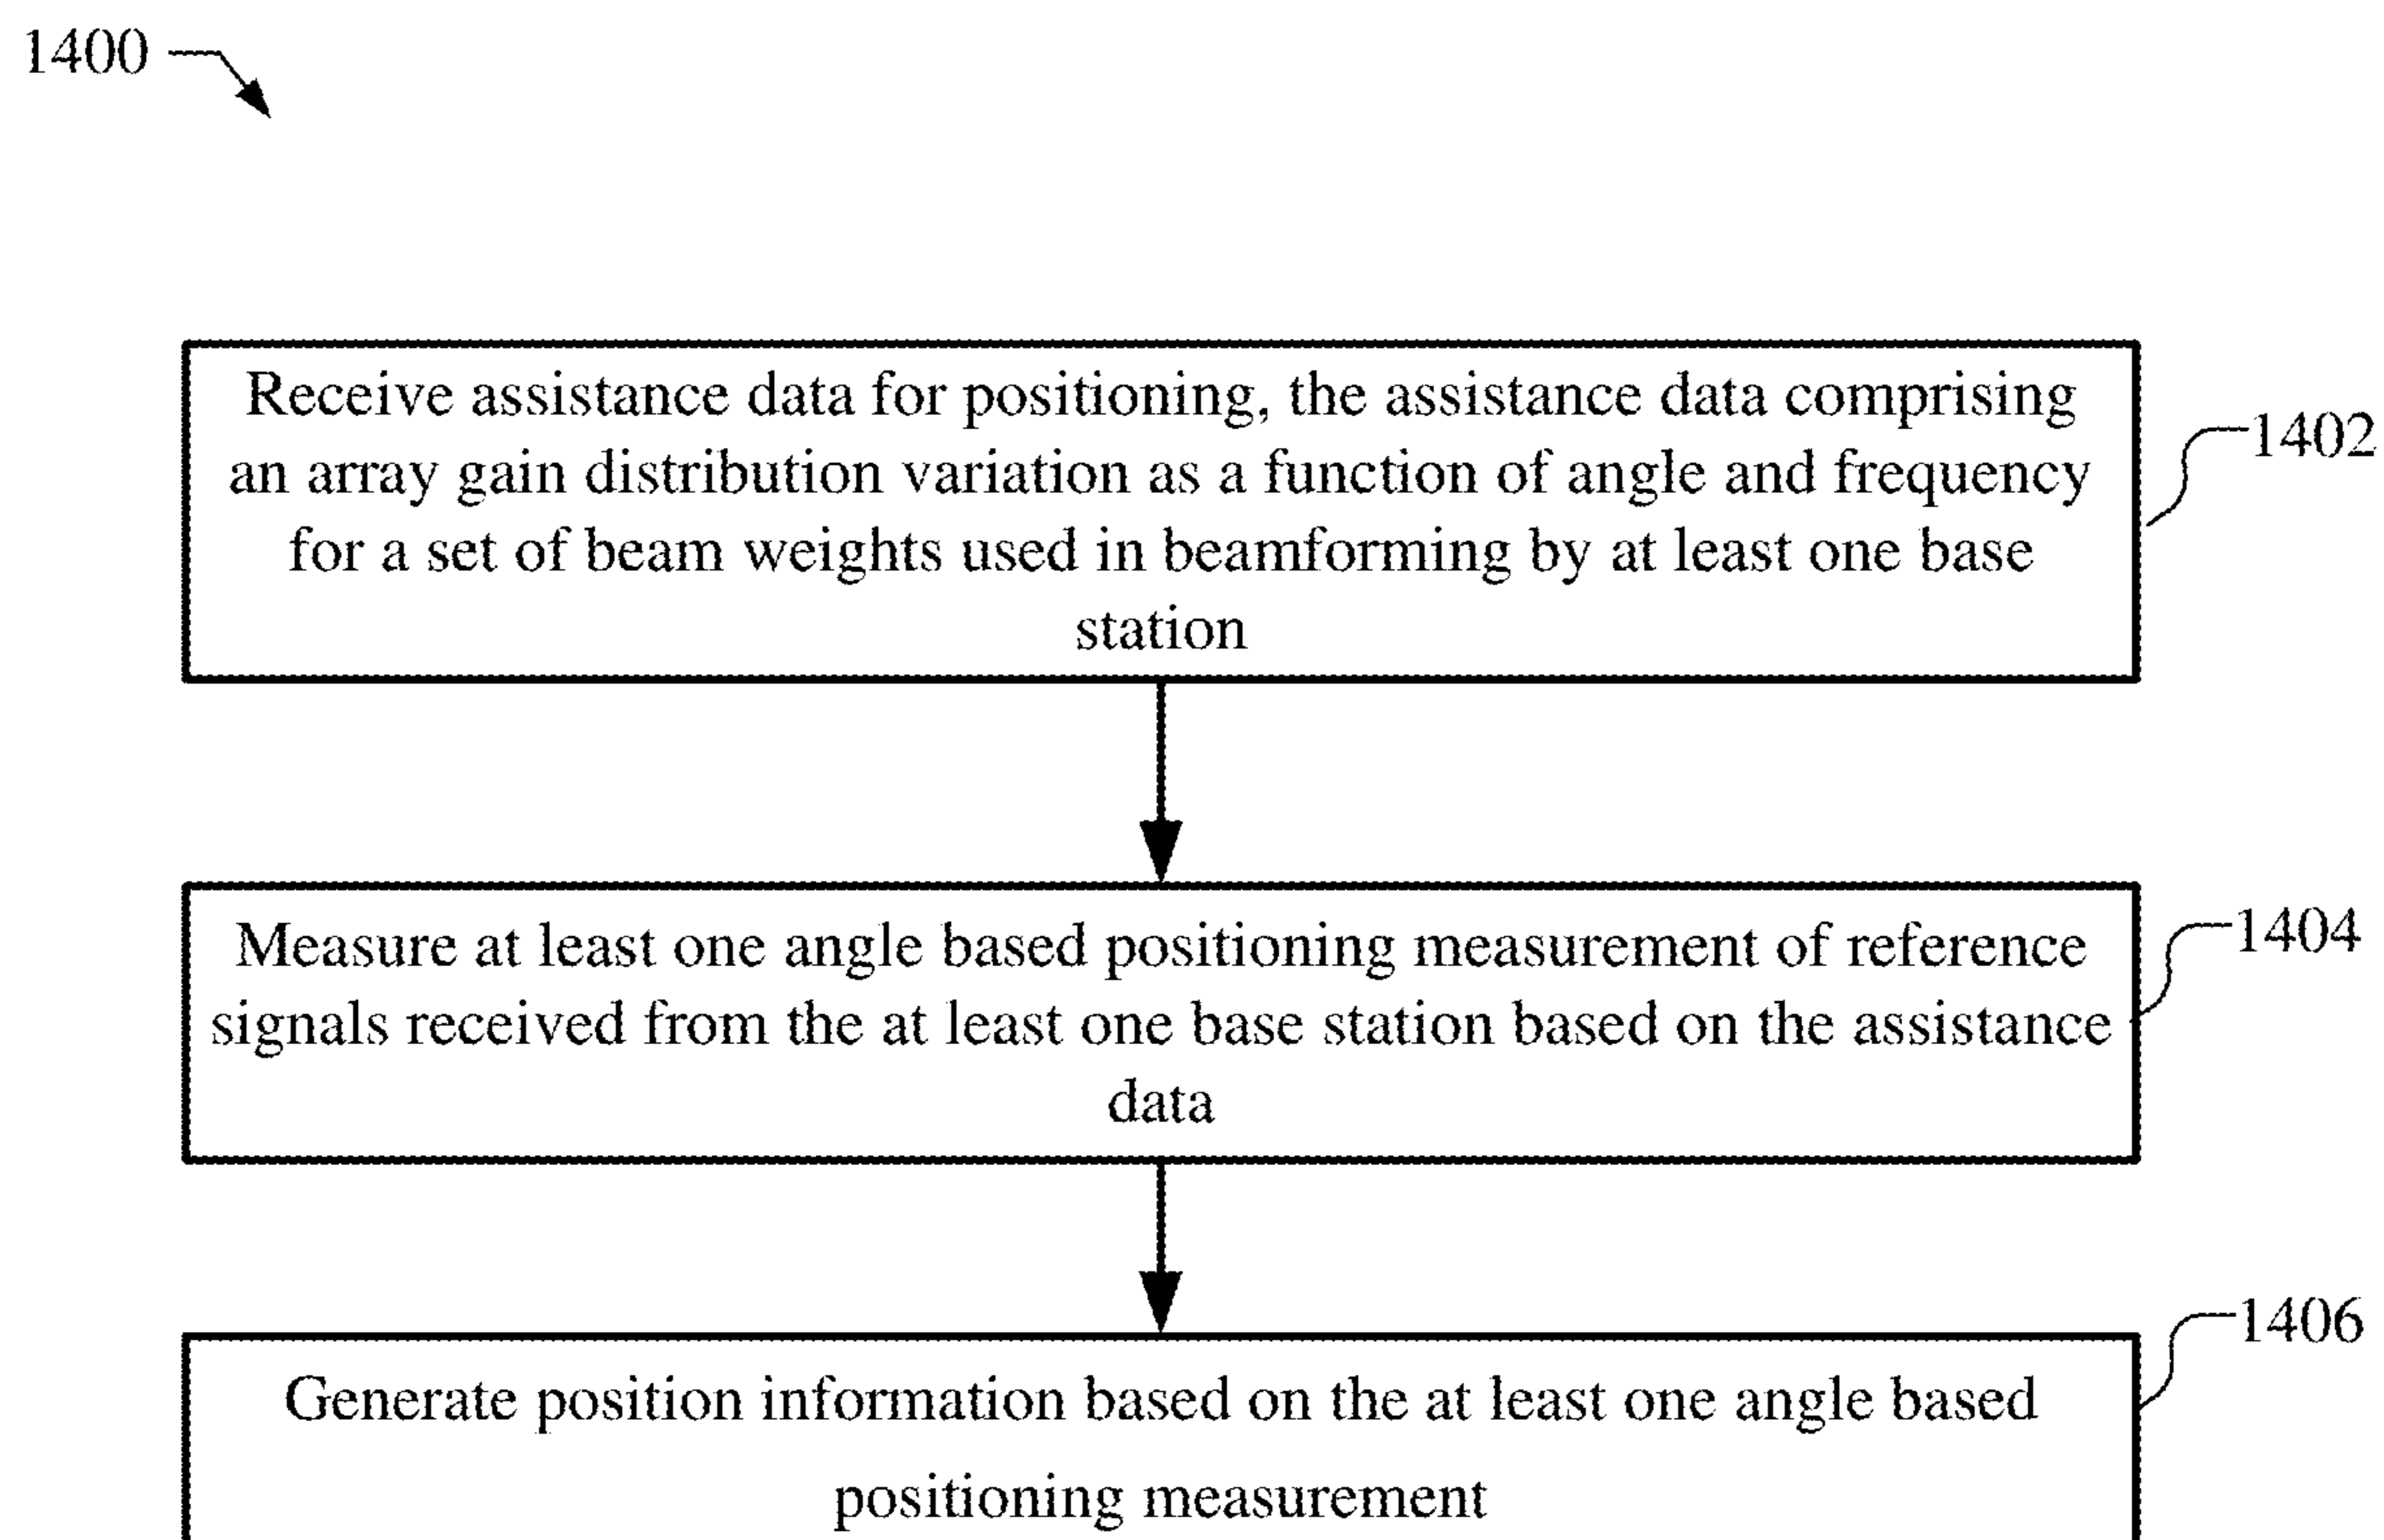 1400
Receive assistance data for positioning, the assistance data comprising
an array gain distribution variation as a function of angle and frequency
for a set of beam weights used in beamforming by at least one base
station
1402
Measure at least one angle based positioning measurement of reference
signals received from the at least one base station based on the assistance
data
1404
Generate position information based on the at least one angle based
positioning measurement
1406